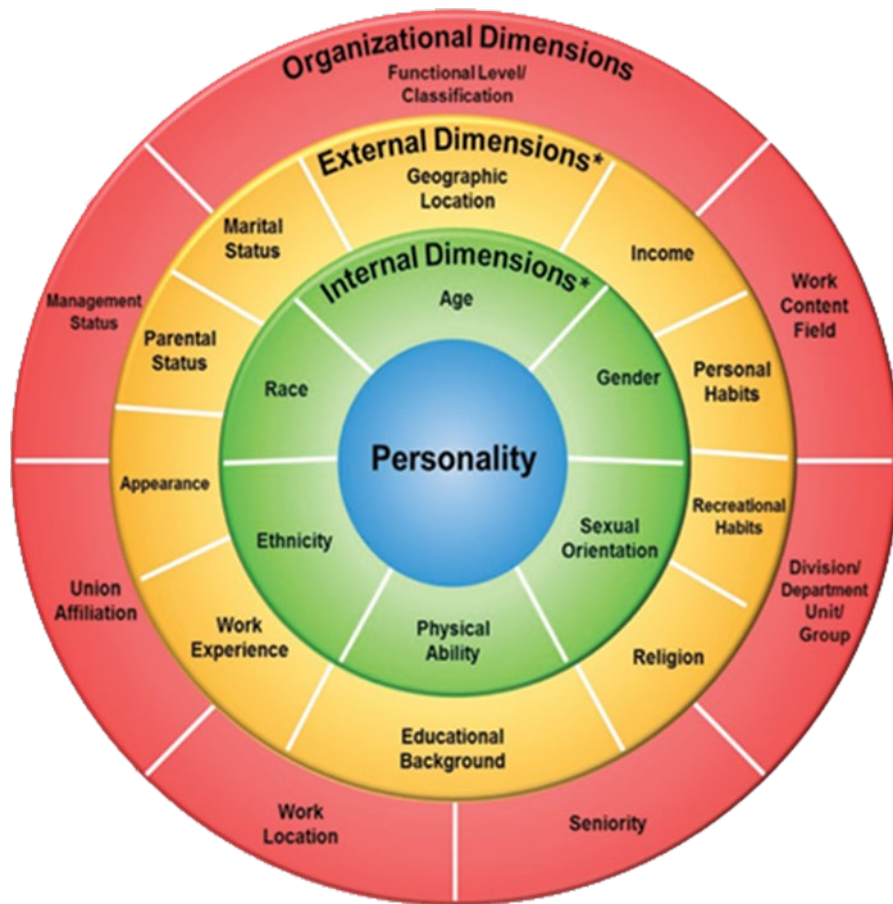 Organizational Dimensions
Functional Level/
Classification
External Dimensions*
Geographic
Location
Marital
Status
Income
Internal Dimensions*
Age
Management
Status
Work
Content
Field
Parental
Status
Race
Gender
Personal
Habits
Personality
Appearance
Ethnicity
Sexual
Orientation
Recreational
Habits
Union
Affiliation
Division/
Department
Unit/
Group
Work
Experience
Physical
Ability
Religion
Educational
Background
Work
Location
Seniority